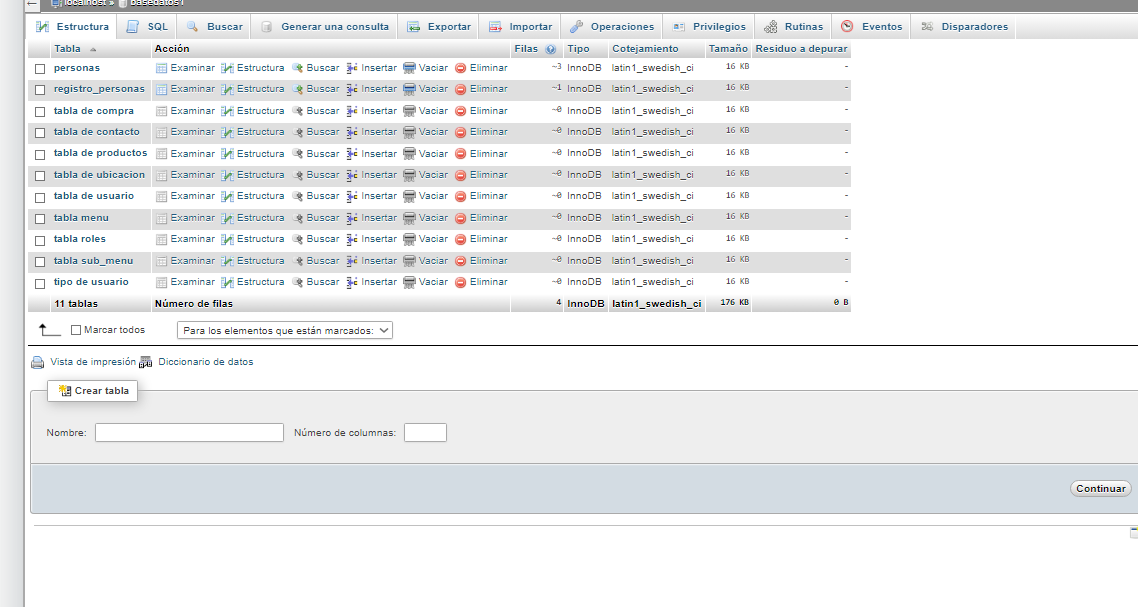 localhost » basedatos1
Estructura SQL Buscar Generar una consulta Exportar Importar Operaciones Privilegios Rutinas Eventos Disparadores
Tabla Acción Filas Tipo Cotejamiento Tamaño Residuo a depurar
personas Examinar Estructura Buscar Insertar Vaciar Eliminar ~3 InnoDB latin1_swedish_ci 16 KB -
registro_personas Examinar Estructura Buscar Insertar Vaciar Eliminar ~1 InnoDB latin1_swedish_ci 16 KB -
tabla de compra Examinar Estructura Buscar Insertar Vaciar Eliminar ~0 InnoDB latin1_swedish_ci 16 KB -
tabla de contacto Examinar Estructura Buscar Insertar Vaciar Eliminar ~0 InnoDB latin1_swedish_ci 16 KB -
tabla de productos Examinar Estructura Buscar Insertar Vaciar Eliminar ~0 InnoDB latin1_swedish_ci 16 KB -
tabla de ubicacion Examinar Estructura Buscar Insertar Vaciar Eliminar ~0 InnoDB latin1_swedish_ci 16 KB -
tabla de usuario Examinar Estructura Buscar Insertar Vaciar Eliminar ~0 InnoDB latin1_swedish_ci 16 KB -
tabla menu Examinar Estructura Buscar Insertar Vaciar Eliminar ~0 InnoDB latin1_swedish_ci 16 KB -
tabla roles Examinar Estructura Buscar Insertar Vaciar Eliminar ~0 InnoDB latin1_swedish_ci 16 KB -
tabla sub_menu Examinar Estructura Buscar Insertar Vaciar Eliminar ~0 InnoDB latin1_swedish_ci 16 KB -
tipo de usuario Examinar Estructura Buscar Insertar Vaciar Eliminar ~0 InnoDB latin1_swedish_ci 16 KB -
11 tablas Número de filas 4 InnoDB latin1_swedish_ci 176 KB 0 B
Marcar todos Para los elementos que están marcados:
Vista de impresión Diccionario de datos
Crear tabla
Nombre: Número de columnas:
Continuar